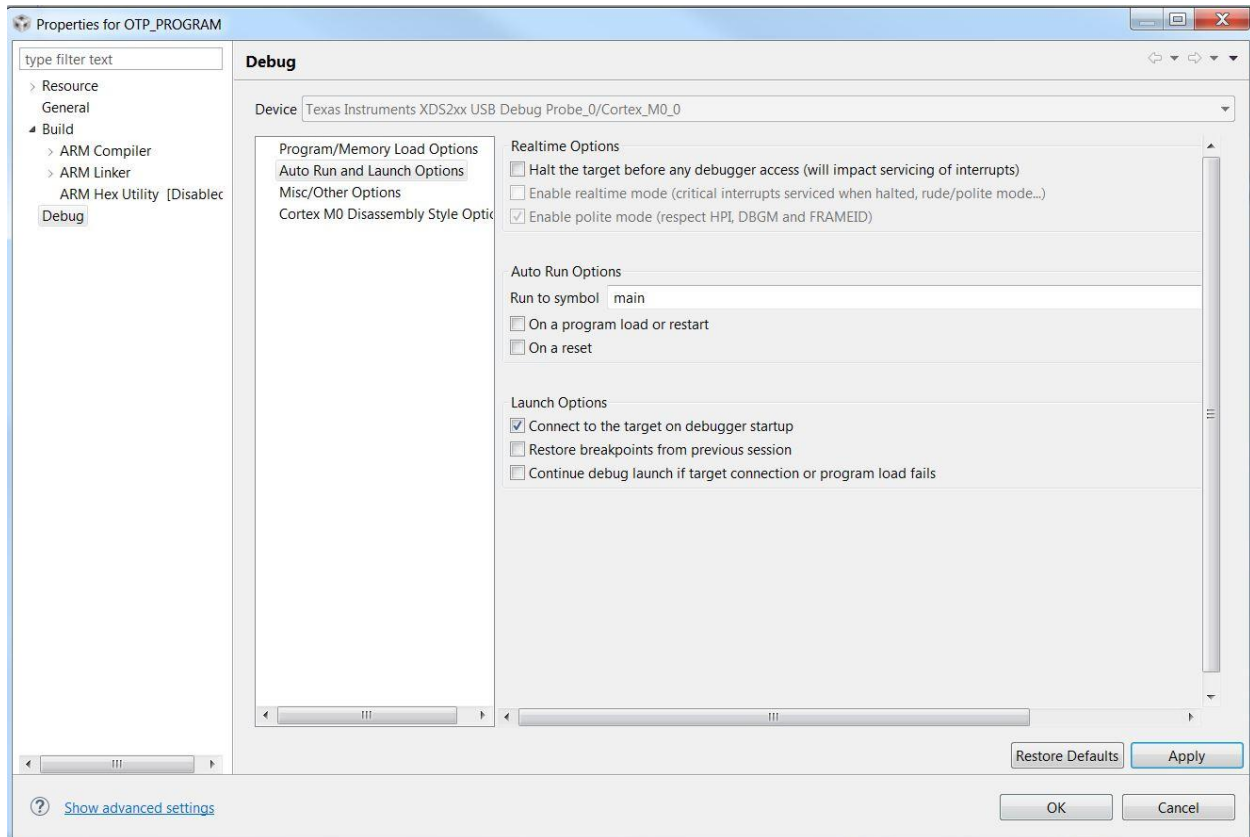 Properties for OTP_PROGRAM
type filter text
Resource
General
Build
ARM Compiler
ARM Linker
ARM Hex Utility [Disablec
Debug
Debug
Device Texas Instruments XDS2xx USB Debug Probe_0/Cortex_M0_0
Program/Memory Load Options
Auto Run and Launch Options
Misc/Other Options
Cortex M0 Disassembly Style Optic
Realtime Options
Halt the target before any debugger access (will impact servicing of interrupts)
Enable realtime mode (critical interrupts serviced when halted, rude/polite mode...)
Enable polite mode (respect HPI, DBGM and FRAMEID)
Auto Run Options
Run to symbol main
On a program load or restart
On a reset
Launch Options
Connect to the target on debugger startup
Restore breakpoints from previous session
Continue debug launch if target connection or program load fails
Restore Defaults Apply
? Show advanced settings
OK Cancel